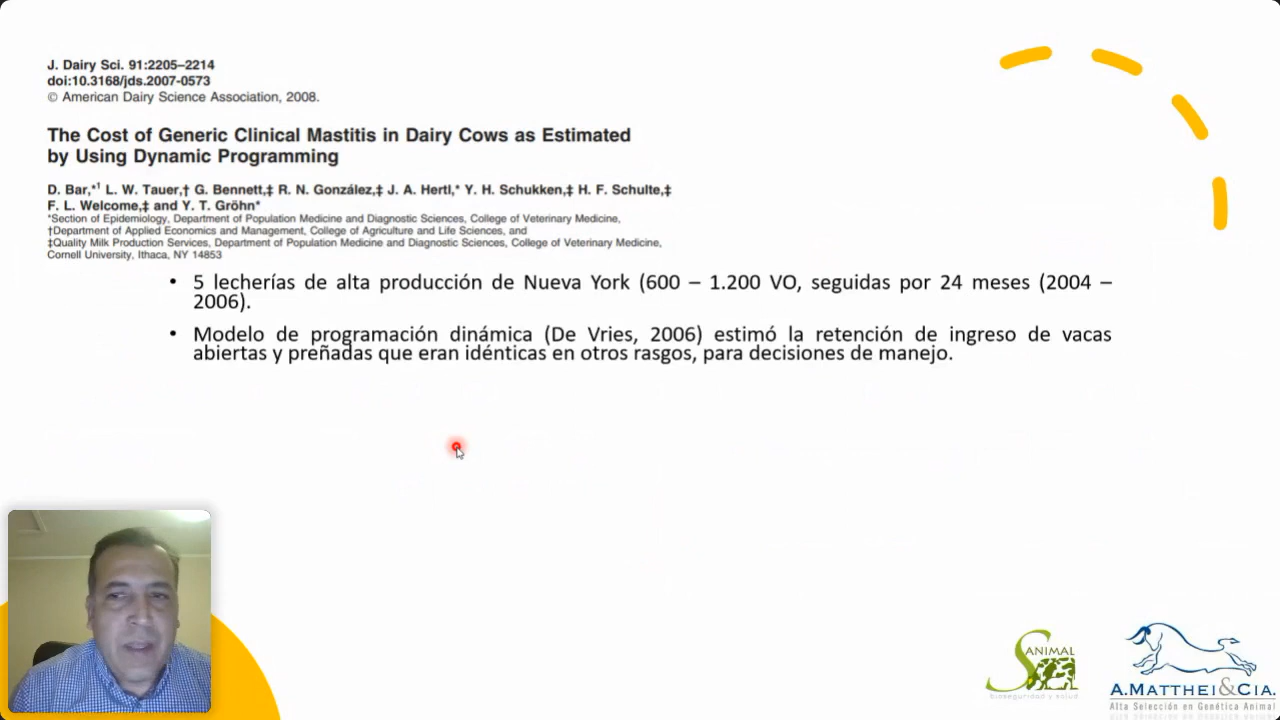 J. Dairy Sci. 91:2205–2214
doi:10.3168/jds.2007-0573
© American Dairy Science Association, 2008.
The Cost of Generic Clinical Mastitis in Dairy Cows as Estimated
by Using Dynamic Programming
D. Bar,*¹ L. W. Tauer,† G. Bennett,‡ R. N. González,‡ J. A. Hertl,* Y. H. Schukken,‡ H. F. Schulte,‡
F. L. Welcome,‡ and Y. T. Gröhn*
*Section of Epidemiology, Department of Population Medicine and Diagnostic Sciences, College of Veterinary Medicine,
†Department of Applied Economics and Management, College of Agriculture and Life Sciences, and
‡Quality Milk Production Services, Department of Population Medicine and Diagnostic Sciences, College of Veterinary Medicine,
Cornell University, Ithaca, NY 14853
• 5 lecherías de alta producción de Nueva York (600 – 1.200 VO, seguidas por 24 meses (2004 –
2006).
• Modelo de programación dinámica (De Vries, 2006) estimó la retención de ingreso de vacas
abiertas y preñadas que eran idénticas en otros rasgos, para decisiones de manejo.
SANIMAL
bioseguridad y salud
A.MATTHEI&CIA.
Alta Selección en Genética Animal